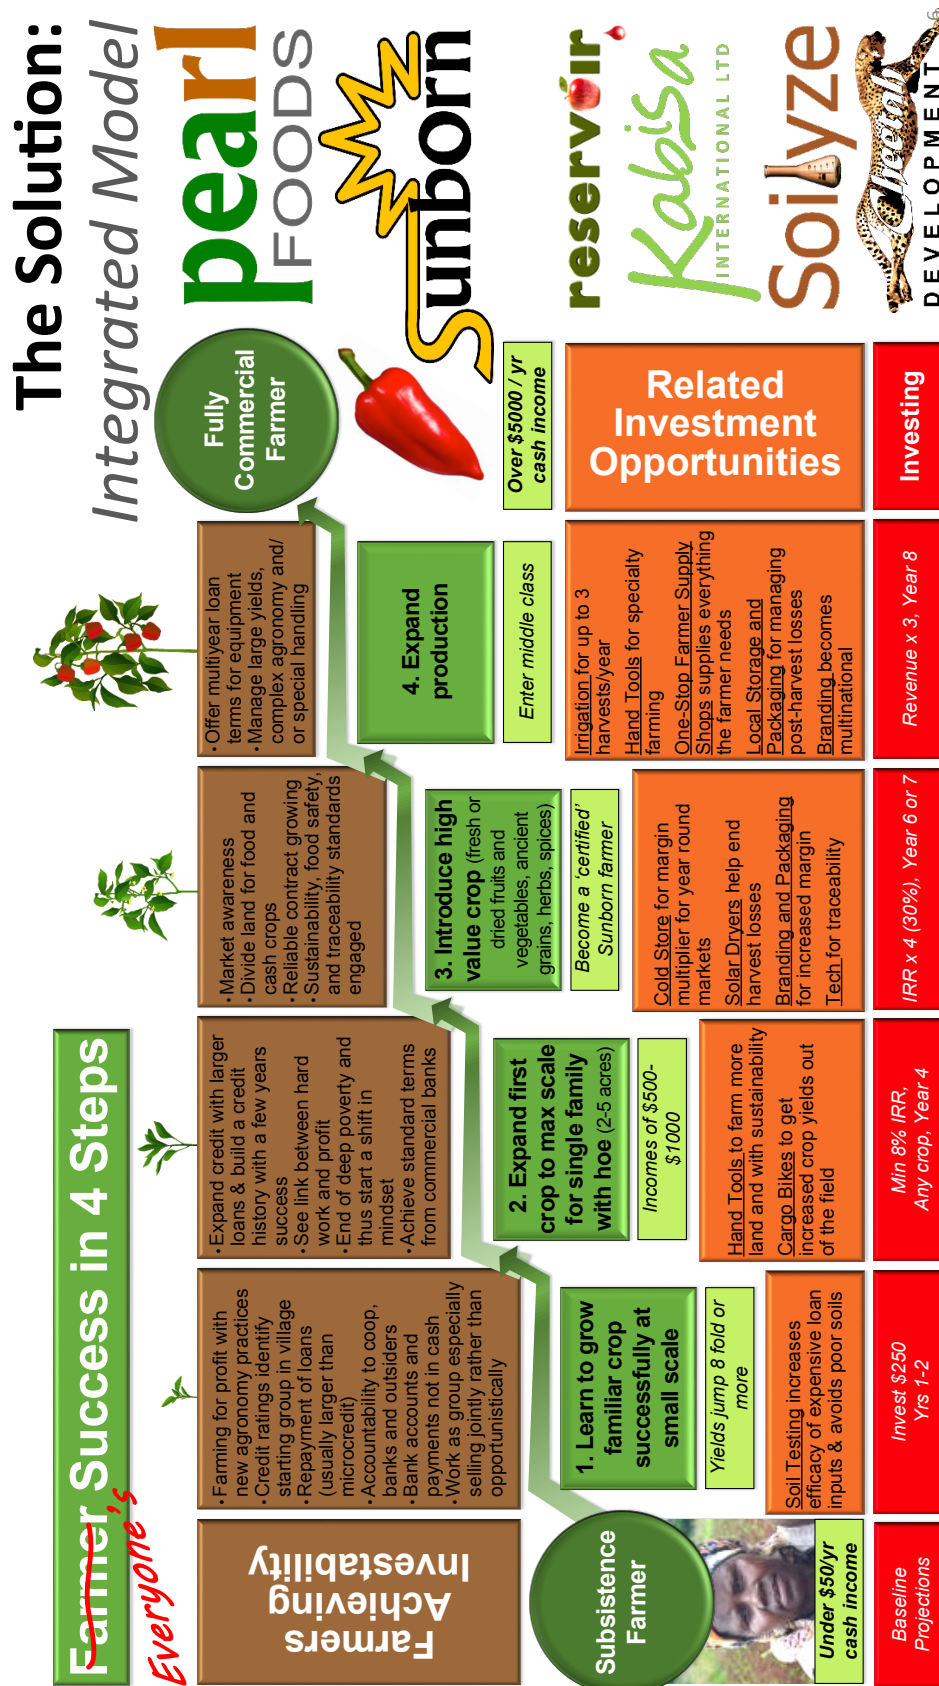 The Solution:
Integrated Model
Farmer Success in 4 Steps
Everyone's
Farmers
Achieving
Investability
• Farming for profit with
new agronomy practices
• Credit ratings identify
starting group in village
• Repayment of loans
(usually larger than
microcredit)
• Accountability to coop,
banks and outsiders
• Bank accounts and
payments not in cash
• Work as group especially
selling jointly rather than
opportunistically
• Expand credit with larger
loans & build a credit
history with a few years
success
• See link between hard
work and profit
• End of deep poverty and
thus start a shift in
mindset
• Achieve standard terms
from commercial banks
• Market awareness
• Divide land for food and
cash crops
• Reliable contract growing
• Sustainability, food safety,
and traceability standards
engaged
• Offer multiyear loan
terms for equipment
• Manage large yields,
complex agronomy and/
or special handling
Fully
Commercial
Farmer
pearl
FOODS
Sunborn
Subsistence
Farmer
Under $50/yr
cash income
1. Learn to grow
familiar crop
successfully at
small scale
Yields jump 8 fold or
more
2. Expand first
crop to max scale
for single family
with hoe (2-5 acres)
Incomes of $500-
$1000
3. Introduce high
value crop (fresh or
dried fruits and
vegetables, ancient
grains, herbs, spices)
Become a 'certified'
Sunborn farmer
4. Expand
production
Enter middle class
Over $5000 / yr
cash income
Soil Testing increases
efficacy of expensive loan
inputs & avoids poor soils
Hand Tools to farm more
land and with sustainability
Cargo Bikes to get
increased crop yields out
of the field
Cold Store for margin
multiplier for year round
markets
Solar Dryers help end
harvest losses
Branding and Packaging
for increased margin
Tech for traceability
Irrigation for up to 3
harvests/year
Hand Tools for specialty
farming
One-Stop Farmer Supply
Shops supplies everything
the farmer needs
Local Storage and
Packaging for managing
post-harvest losses
Branding becomes
multinational
Related
Investment
Opportunities
reservoir
Kabisa
INTERNATIONAL LTD
Soilyze
Cheetah
DEVELOPMENT
Baseline
Projections
Invest $250
Yrs 1-2
Min 8% IRR,
Any crop, Year 4
IRR x 4 (30%), Year 6 or 7
Revenue x 3, Year 8
Investing
6